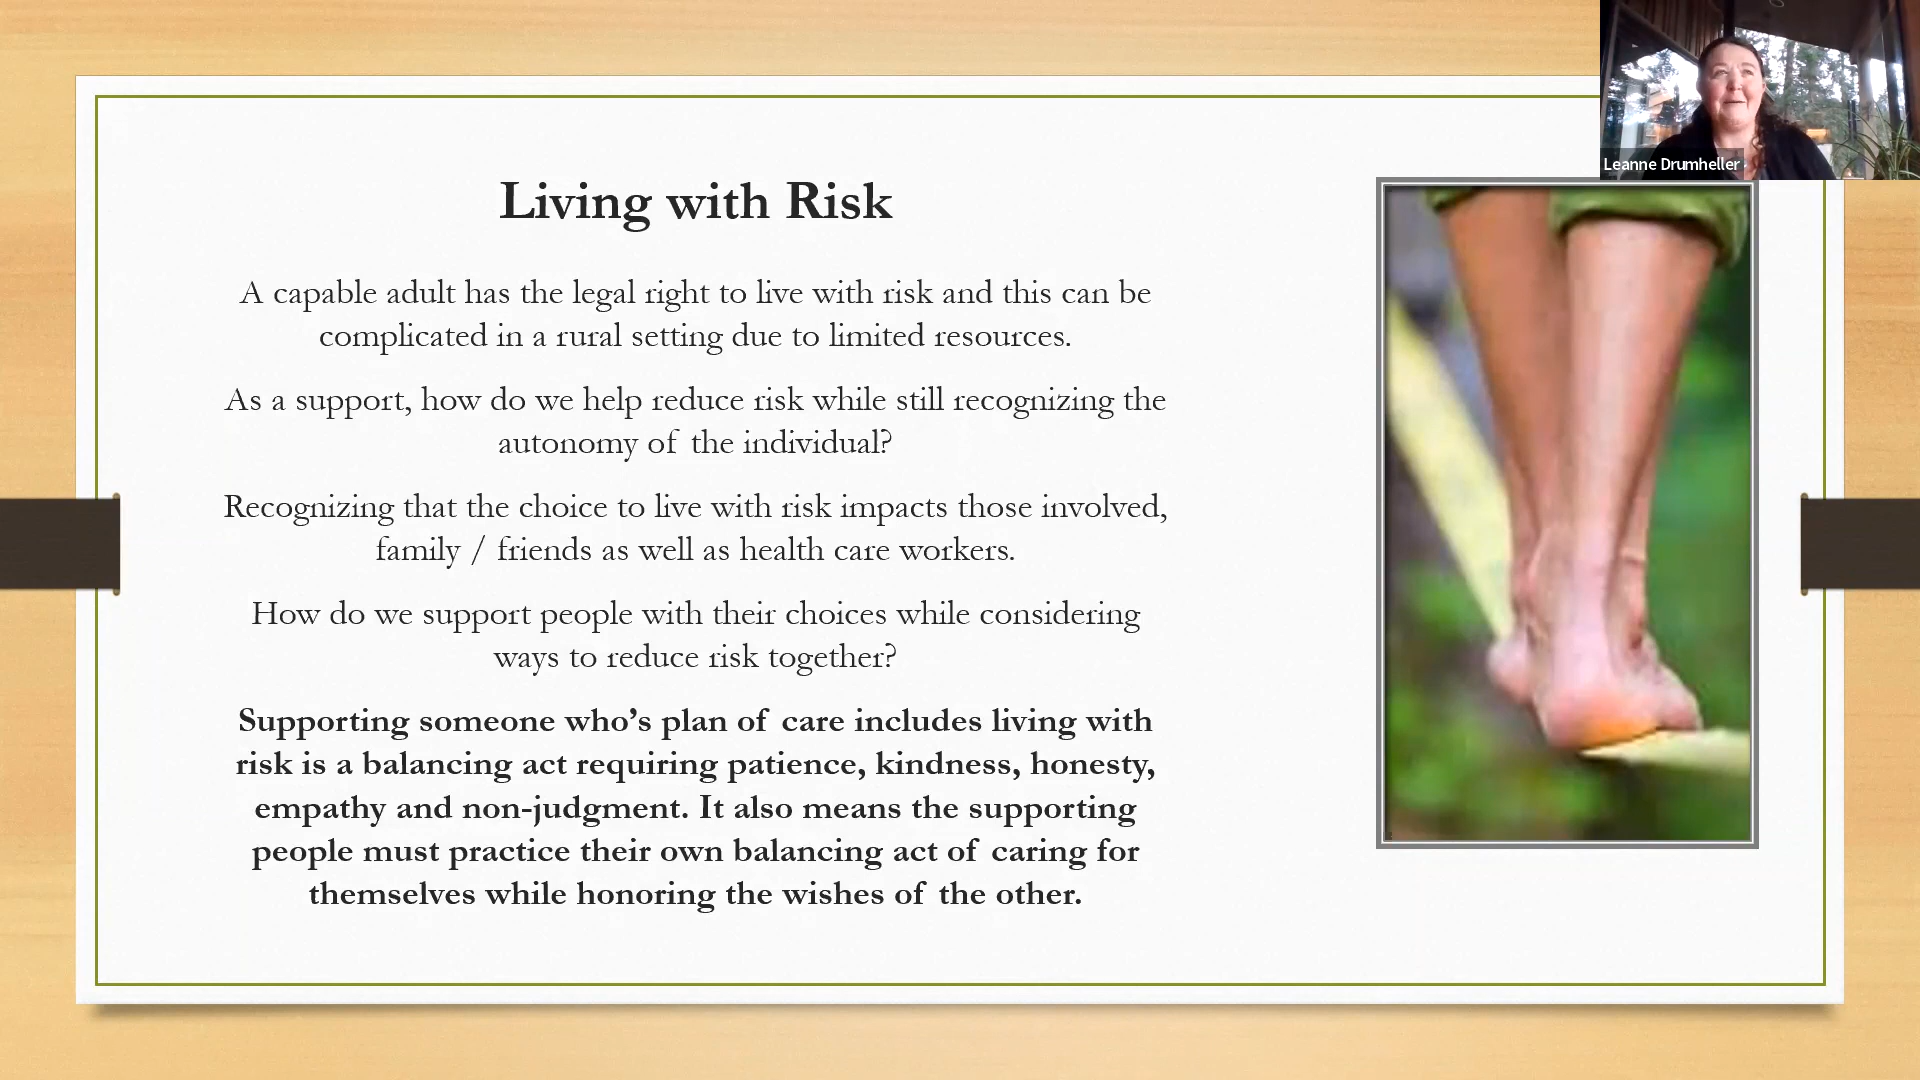 Leanne Drumheller
Living with Risk
A capable adult has the legal right to live with risk and this can be
complicated in a rural setting due to limited resources.
As a support, how do we help reduce risk while still recognizing the
autonomy of the individual?
Recognizing that the choice to live with risk impacts those involved,
family / friends as well as health care workers.
How do we support people with their choices while considering
ways to reduce risk together?
Supporting someone who’s plan of care includes living with
risk is a balancing act requiring patience, kindness, honesty,
empathy and non-judgment. It also means the supporting
people must practice their own balancing act of caring for
themselves while honoring the wishes of the other.